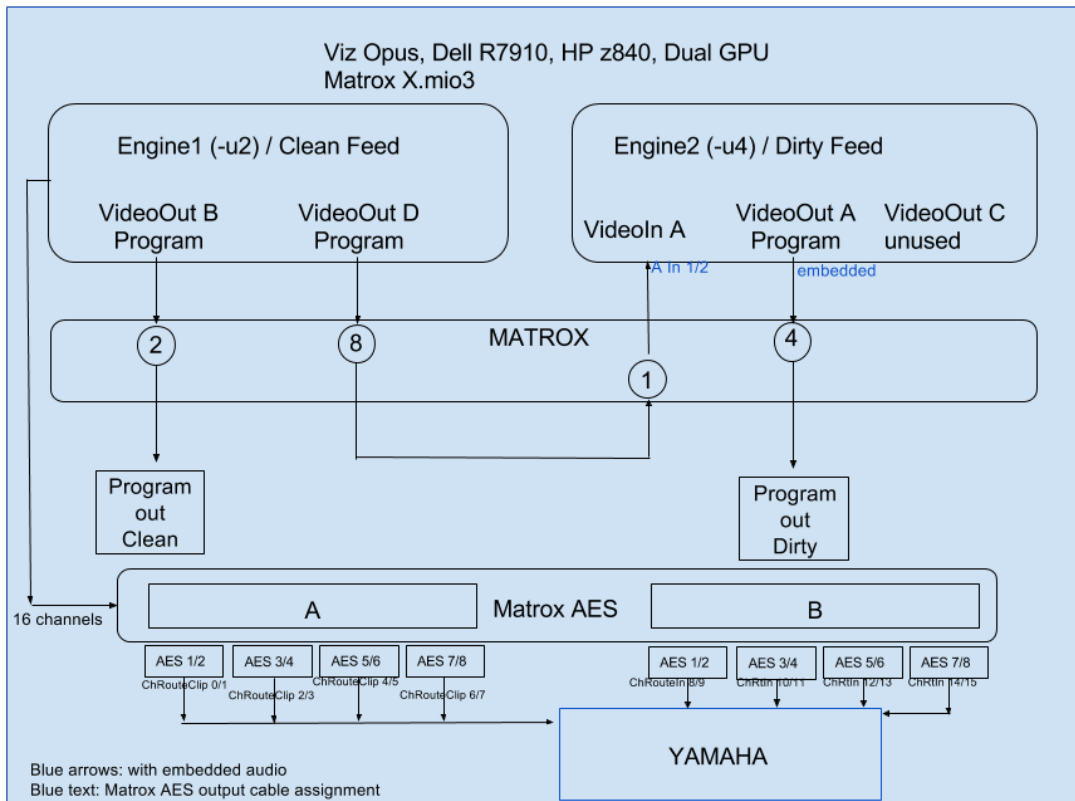 Viz Opus, Dell R7910, HP z840, Dual GPU
Matrox X.mio3
Engine1 (-u2) / Clean Feed
VideoOut B
Program
VideoOut D
Program
Engine2 (-u4) / Dirty Feed
VideoIn A
VideoOut A
Program
VideoOut C
unused
A In 1/2
embedded
MATROX
2
8
1
4
Program
out
Clean
Program
out
Dirty
16 channels
A
Matrox AES
B
AES 1/2
AES 3/4
AES 5/6
AES 7/8
AES 1/2
AES 3/4
AES 5/6
AES 7/8
ChRouteClip 0/1
ChRouteClip 2/3
ChRouteClip 4/5
ChRouteClip 6/7
ChRouteIn 8/9
ChRtIn 10/11
ChRtIn 12/13
ChRtIn 14/15
YAMAHA
Blue arrows: with embedded audio
Blue text: Matrox AES output cable assignment